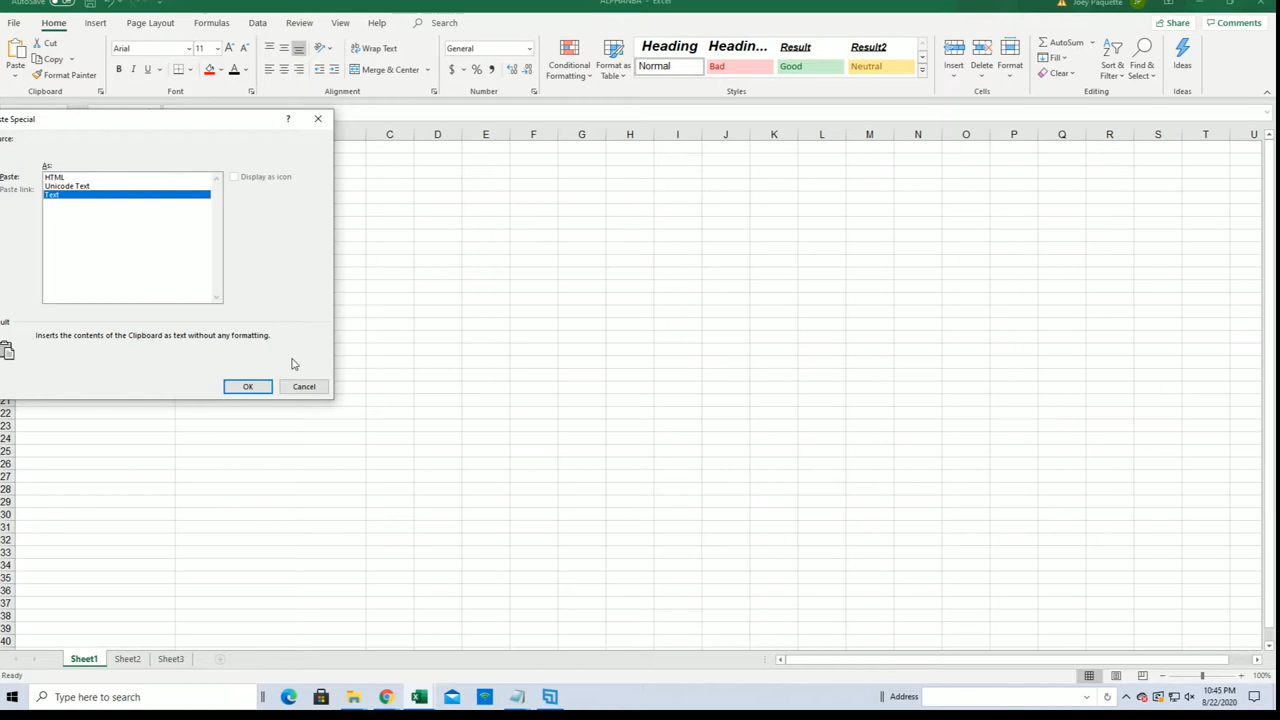 AutoSave
ALPHANBA - Excel
Joey Paquette
JP
File Home Insert Page Layout Formulas Data Review View Help Search
Share Comments
Paste
Cut
Copy
Format Painter
Arial 11
B I U
Wrap Text
Merge & Center
General
$ % ,
Conditional Formatting
Format as Table
Heading Headin... Result Result2
Normal Bad Good Neutral
Insert Delete Format
AutoSum
Fill
Clear
Sort & Filter
Find & Select
Ideas
Clipboard Font Alignment Number Styles Cells Editing Ideas
ste Special ?
urce:
As:
Paste:
Paste link:
HTML
Unicode Text
Text
Display as icon
ult
Inserts the contents of the Clipboard as text without any formatting.
OK Cancel
C D E F G H I J K L M N O P Q R S T U
21
22
23
24
25
26
27
28
29
30
31
32
33
34
35
36
37
38
39
40
Sheet1 Sheet2 Sheet3
Ready
100%
Type here to search
Address
10:45 PM
8/22/2020